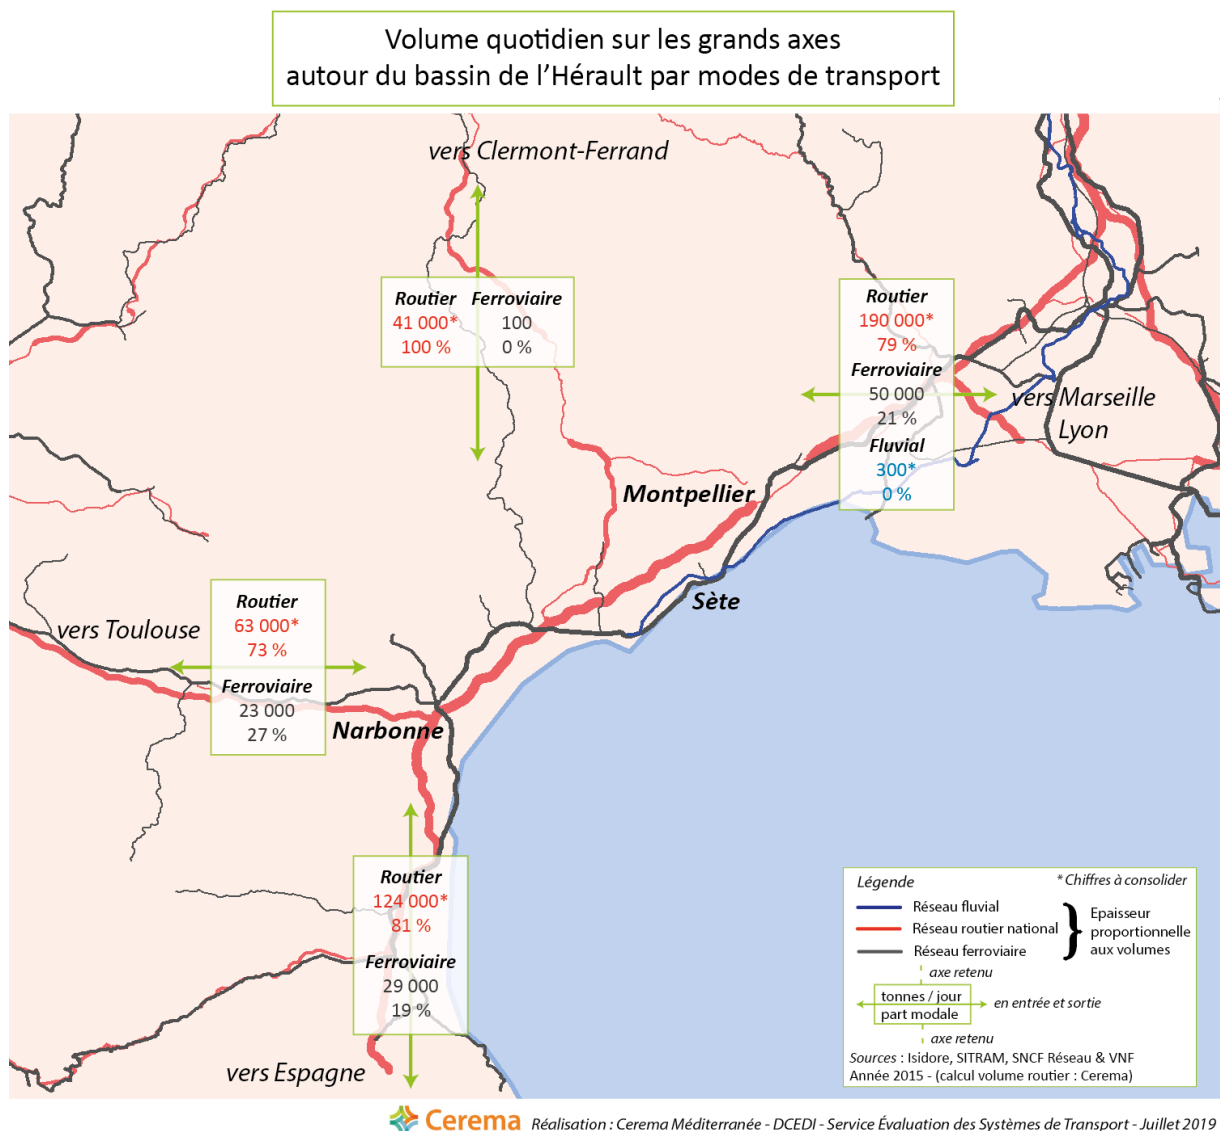 Volume quotidien sur les grands axes
autour du bassin de l'Hérault par modes de transport
vers Clermont-Ferrand
Routier Ferroviaire
41 000* 100
100 % 0 %
Routier
190 000*
79 %
Ferroviaire
50 000
21 %
Fluvial
300*
0 %
vers Marseille
Lyon
Montpellier
Sète
vers Toulouse
Routier
63 000*
73 %
Ferroviaire
23 000
27 %
Narbonne
Routier
124 000*
81 %
Ferroviaire
29 000
19 %
vers Espagne
Légende
* Chiffres à consolider
Réseau fluvial
Réseau routier national
Réseau ferroviaire
Epaisseur
proportionnelle
aux volumes
axe retenu
tonnes / jour
part modale
en entrée et sortie
axe retenu
Sources : Isidore, SITRAM, SNCF Réseau & VNF
Année 2015 - (calcul volume routier : Cerema)
Cerema
Réalisation : Cerema Méditerranée - DCEDI - Service Évaluation des Systèmes de Transport - Juillet 2019